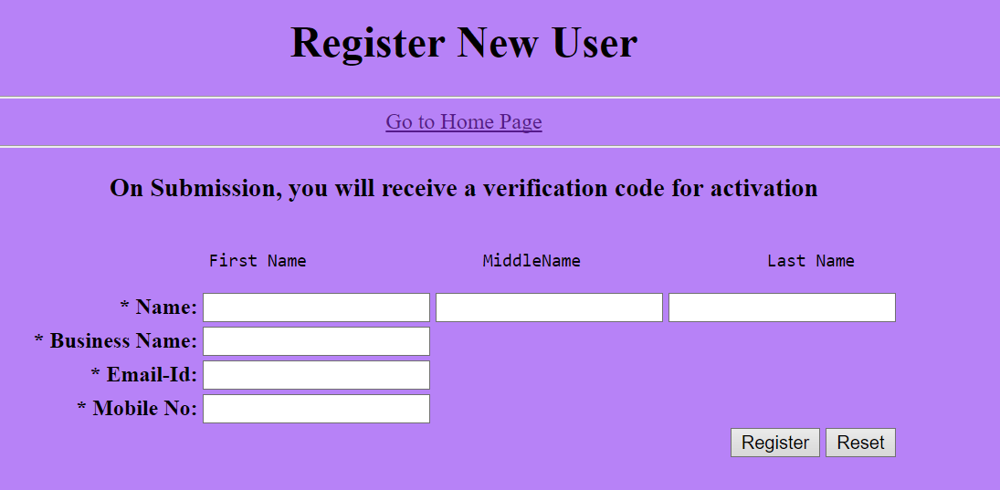 Register New User
Go to Home Page
On Submission, you will receive a verification code for activation
First Name MiddleName Last Name
* Name:
* Business Name:
* Email-Id:
* Mobile No:
Register Reset